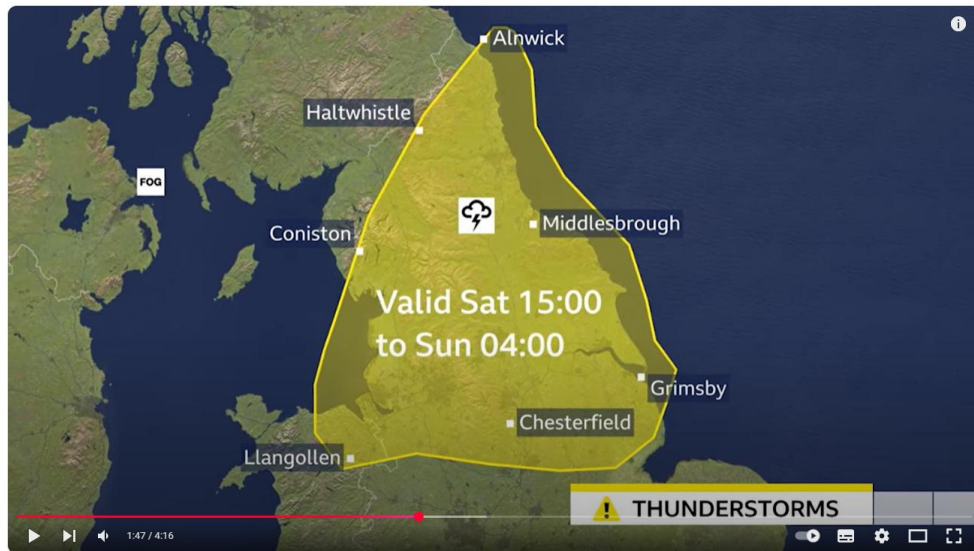 Alnwick
Haltwhistle
FOG
Middlesbrough
Coniston
Valid Sat 15:00
to Sun 04:00
Grimsby
Chesterfield
Llangollen
THUNDERSTORMS
1:47 / 4:16